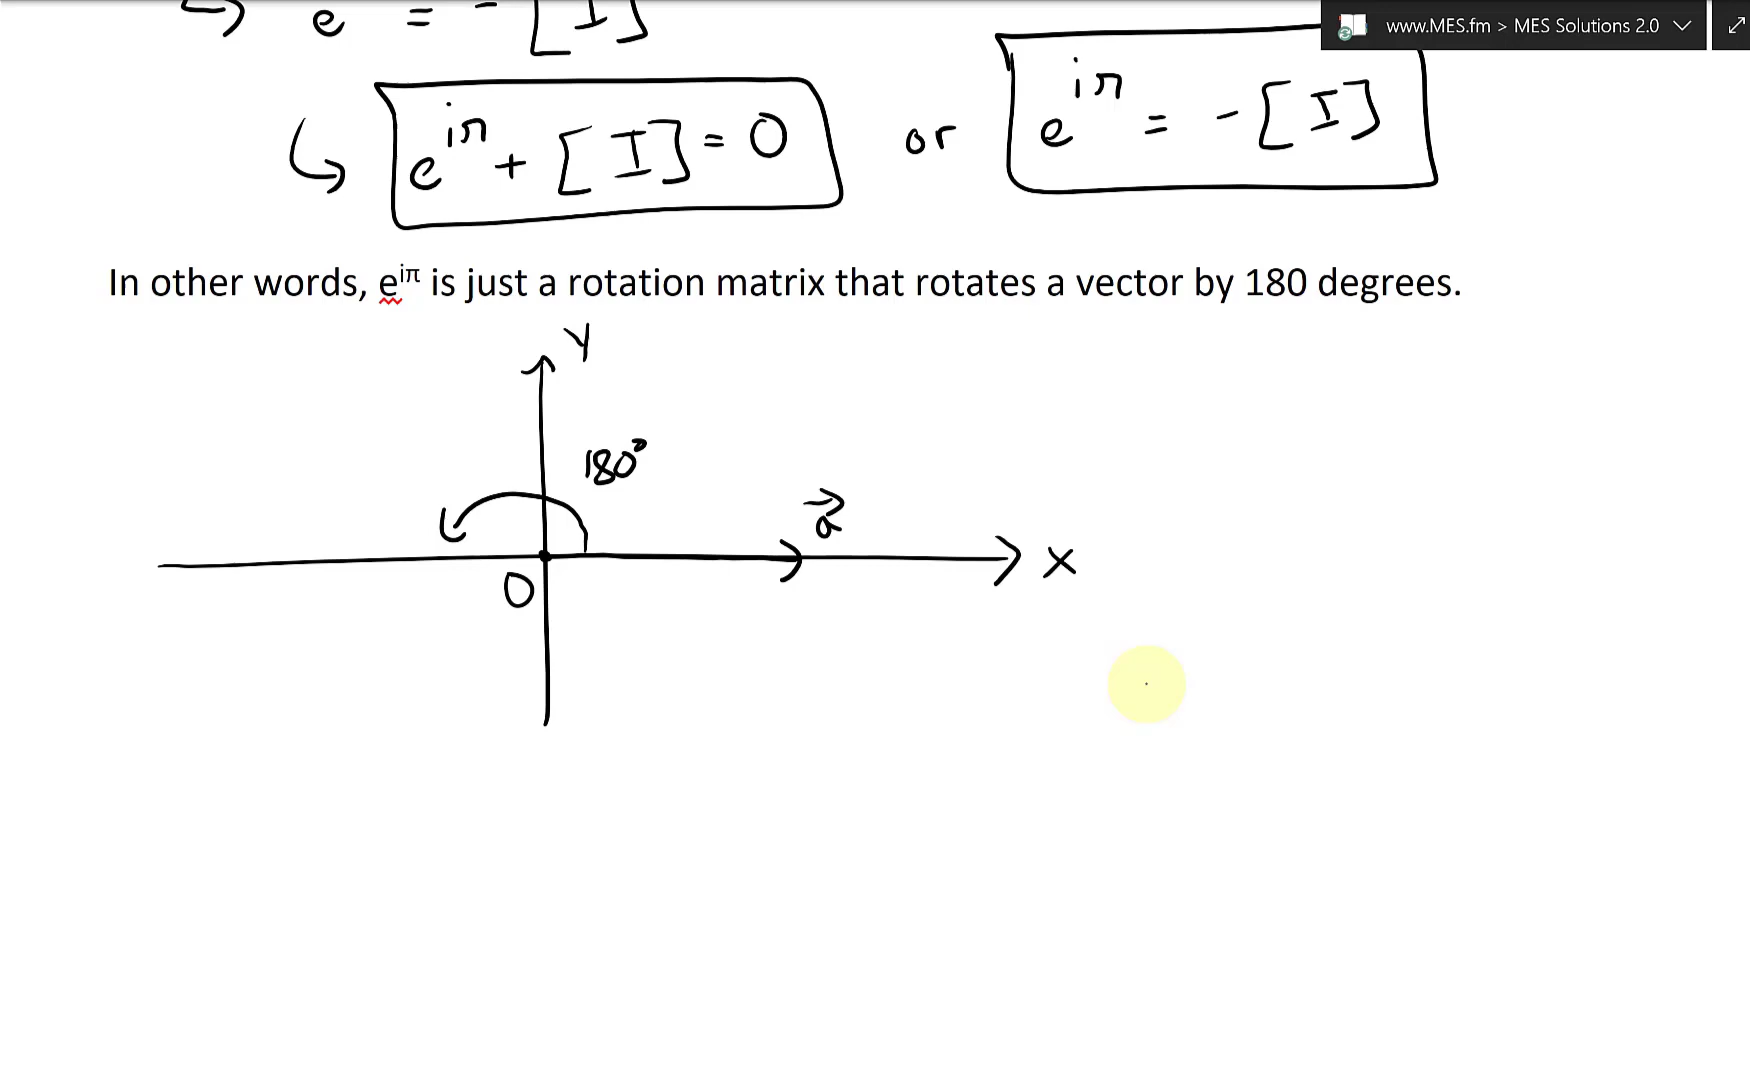 www.MES.fm > MES Solutions 2.0
↪ e = - [I]
↪ e^{iπ} + [I] = 0 or e^{iπ} = -[I]
In other words, e^{iπ} is just a rotation matrix that rotates a vector by 180 degrees.
Y
180°
a⃗
X
O